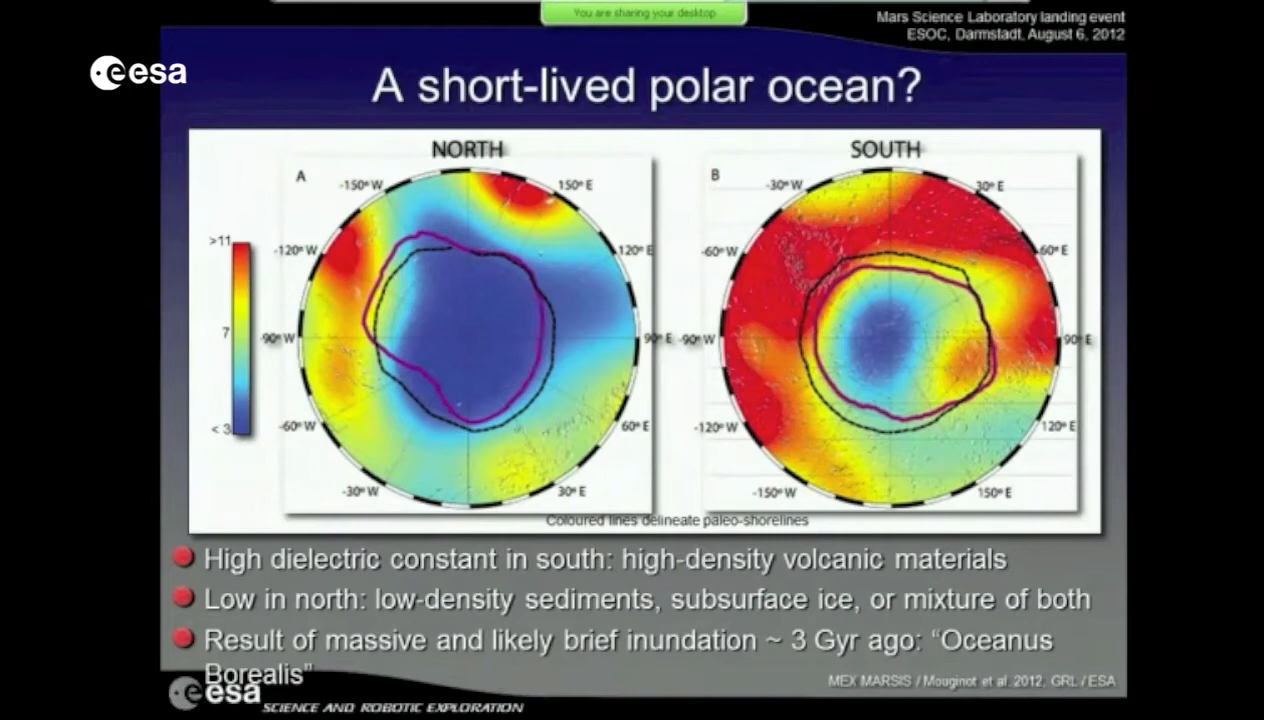 You are sharing your desktop
Mars Science Laboratory landing event
ESOC, Darmstadt, August 6, 2012
esa
A short-lived polar ocean?
NORTH
SOUTH
A
-150° W
150° E
-120° W
120° E
-90° W
90° E
-60° W
60° E
-30° W
30° E
>11
7
< 3
B
-30° W
30° E
-60° W
60° E
-90° W
90° E
-120° W
120° E
-150° W
150° E
Coloured lines delineate paleo-shorelines
High dielectric constant in south: high-density volcanic materials
Low in north: low-density sediments, subsurface ice, or mixture of both
Result of massive and likely brief inundation ~ 3 Gyr ago: “Oceanus
Borealis”
esa
MEX MARSIS / Mouginot et al. 2012, GRL / ESA
SCIENCE AND ROBOTIC EXPLORATION